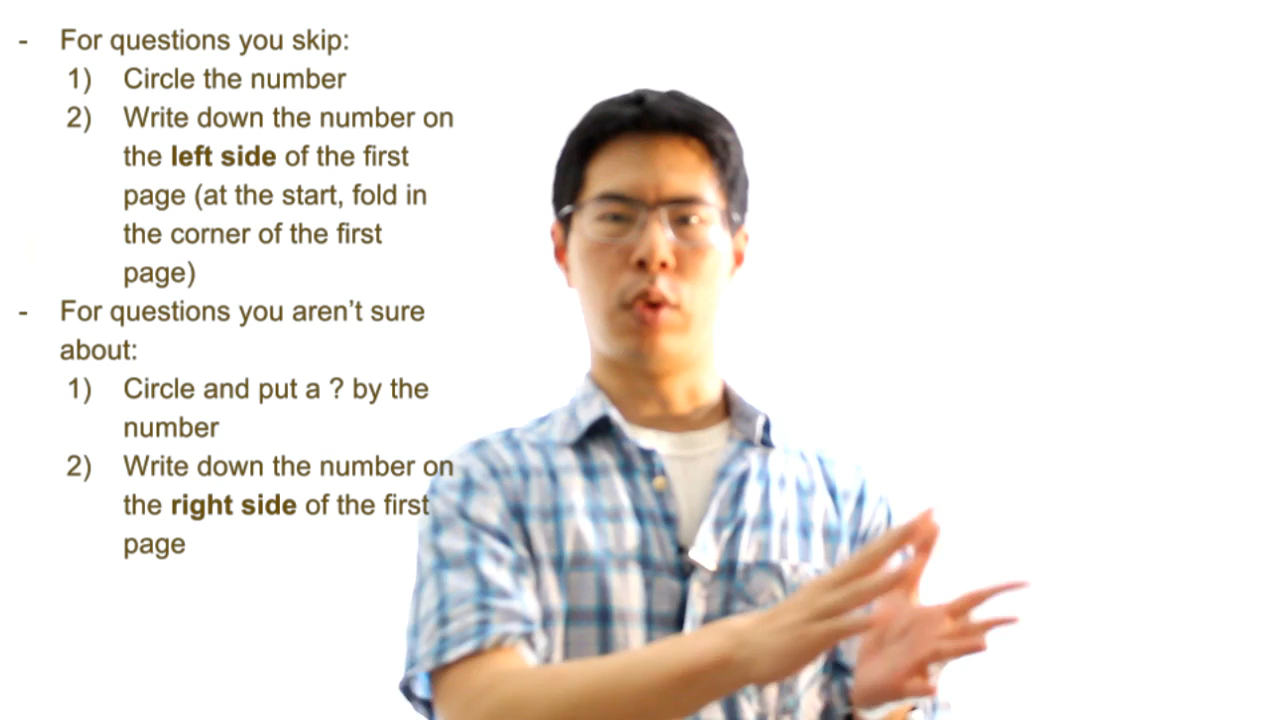 - For questions you skip:
1) Circle the number
2) Write down the number on
the left side of the first
page (at the start, fold in
the corner of the first
page)
- For questions you aren’t sure
about:
1) Circle and put a ? by the
number
2) Write down the number on
the right side of the first
page